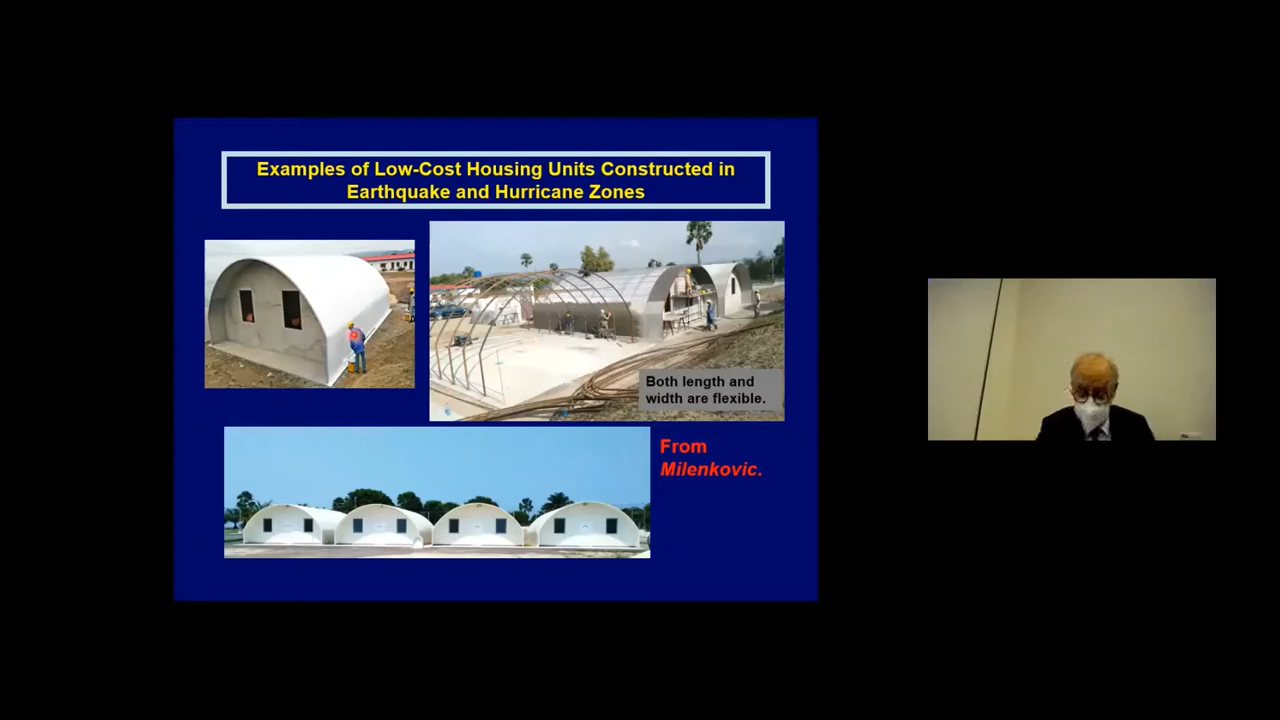 Examples of Low-Cost Housing Units Constructed in
Earthquake and Hurricane Zones
Both length and
width are flexible.
From
Milenkovic.